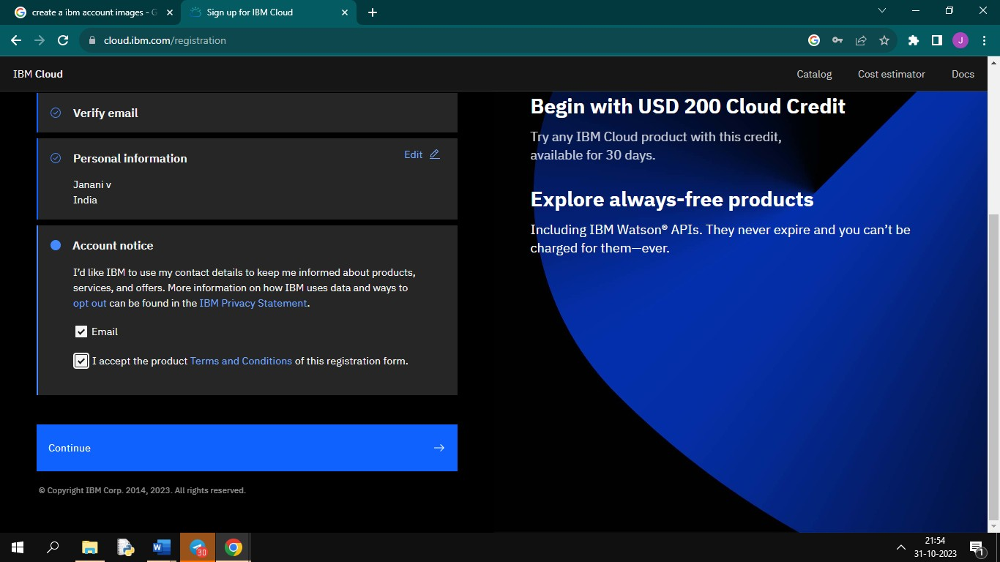 create a ibm account images - G
Sign up for IBM Cloud
cloud.ibm.com/registration
J
IBM Cloud
Catalog
Cost estimator
Docs
Verify email
Personal information
Edit
Janani v
India
Account notice
I'd like IBM to use my contact details to keep me informed about products,
services, and offers. More information on how IBM uses data and ways to
opt out can be found in the IBM Privacy Statement.
Email
I accept the product Terms and Conditions of this registration form.
Continue
© Copyright IBM Corp. 2014, 2023. All rights reserved.
Begin with USD 200 Cloud Credit
Try any IBM Cloud product with this credit,
available for 30 days.
Explore always-free products
Including IBM Watson® APIs. They never expire and you can't be
charged for them—ever.
W
30
21:54
31-10-2023
1